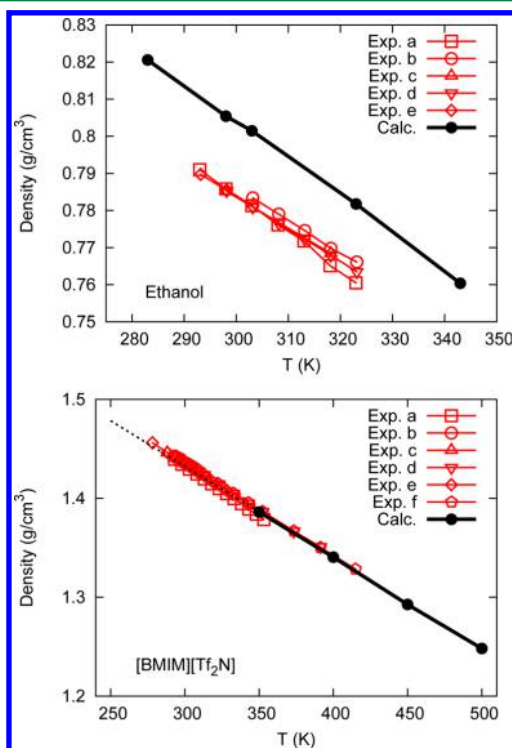 0.83
0.82
0.81
0.8
0.79
0.78
0.77
0.76
0.75
Density (g/cm³)
Exp. a
Exp. b
Exp. c
Exp. d
Exp. e
Calc.
Ethanol
280 290 300 310 320 330 340 350
T (K)
1.5
1.4
1.3
1.2
Density (g/cm³)
Exp. a
Exp. b
Exp. c
Exp. d
Exp. e
Exp. f
Calc.
[BMIM][Tf₂N]
250 300 350 400 450 500
T (K)